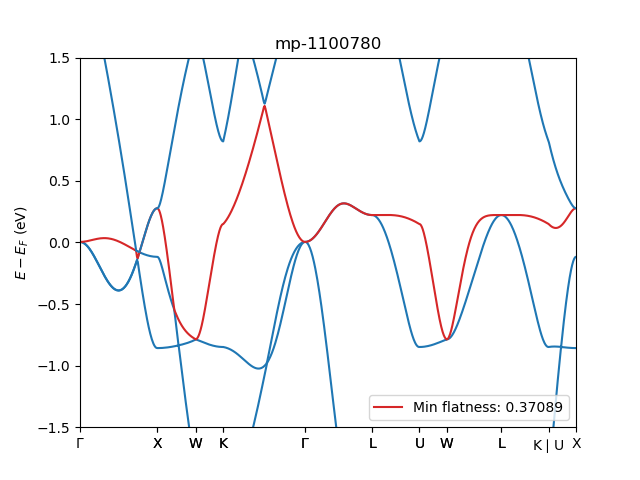 mp-1100780
E − E_F (eV)
1.5
1.0
0.5
0.0
−0.5
−1.0
−1.5
Min flatness: 0.37089
Γ X W K Γ L U W L K | U X